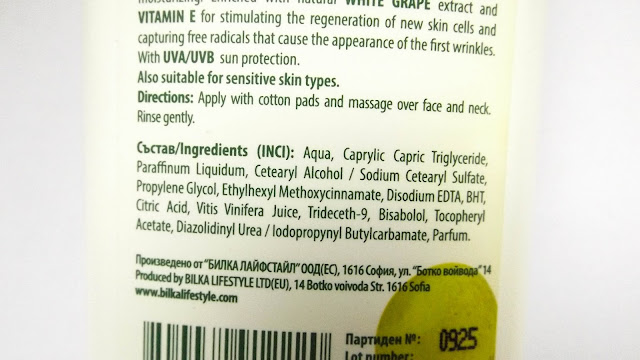 moisturizing. Enriched with natural WHITE GRAPE extract and
VITAMIN E for stimulating the regeneration of new skin cells and
capturing free radicals that cause the appearance of the first wrinkles.
With UVA/UVB sun protection.
Also suitable for sensitive skin types.
Directions: Apply with cotton pads and massage over face and neck.
Rinse gently.
Състав/Ingredients (INCI): Aqua, Caprylic Capric Triglyceride,
Paraffinum Liquidum, Cetearyl Alcohol / Sodium Cetearyl Sulfate,
Propylene Glycol, Ethylhexyl Methoxycinnamate, Disodium EDTA, BHT,
Citric Acid, Vitis Vinifera Juice, Trideceth-9, Bisabolol, Tocopheryl
Acetate, Diazolidinyl Urea / Iodopropynyl Butylcarbamate, Parfum.
Произведено от "БИЛКА ЛАЙФСТАЙЛ" ООД(ЕС), 1616 София, ул. "Ботко войвода" 14
Produced by BILKA LIFESTYLE LTD(EU), 14 Botko voivoda Str. 1616 Sofia
www.bilkalifestyle.com
Партиден №: 0925
Lot number: